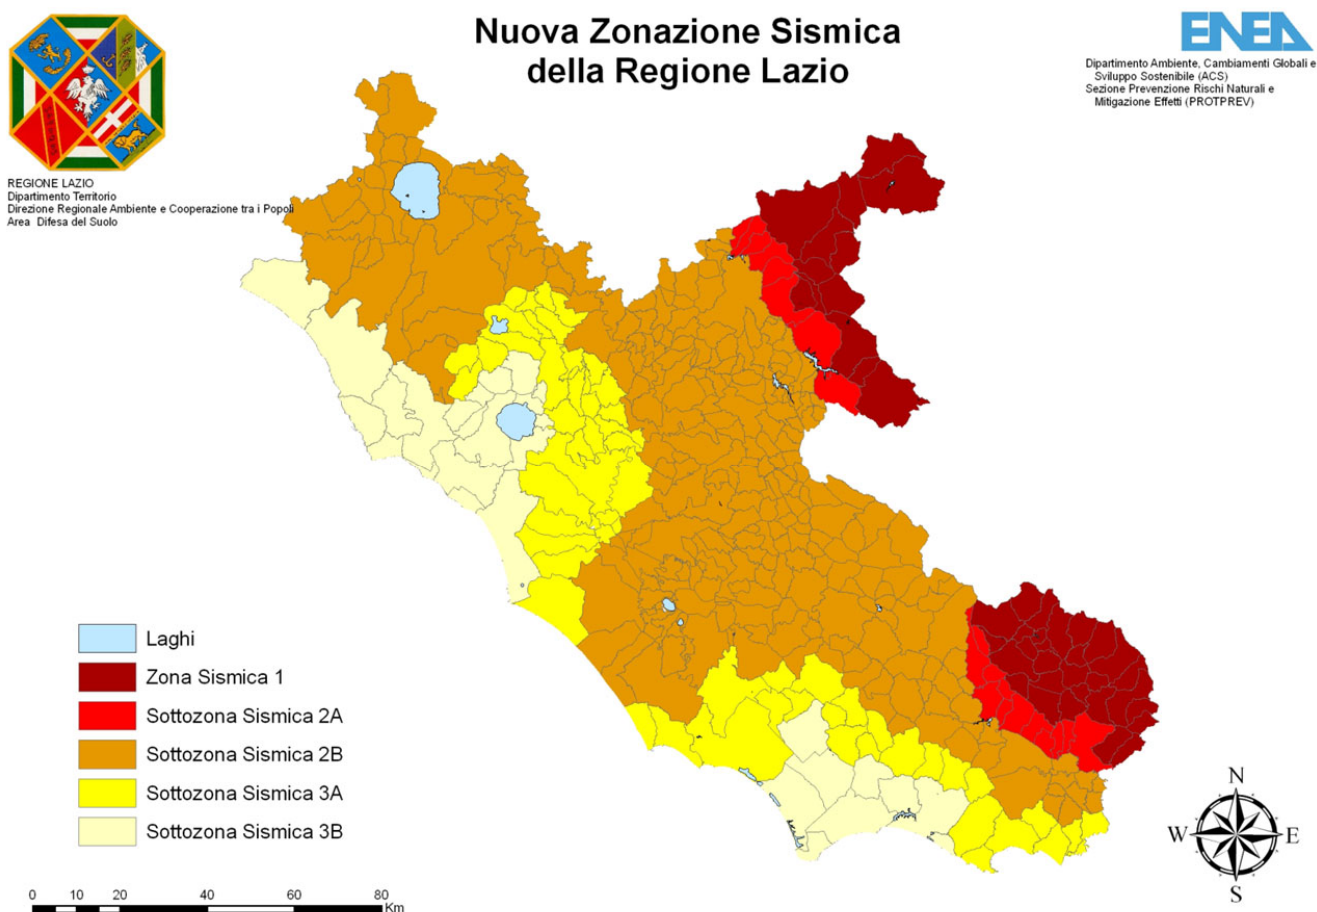 Nuova Zonazione Sismica
della Regione Lazio
ENEA
Dipartimento Ambiente, Cambiamenti Globali e
Sviluppo Sostenibile (ACS)
Sezione Prevenzione Rischi Naturali e
Mitigazione Effetti (PROTPREV)
REGIONE LAZIO
Dipartimento Territorio
Direzione Regionale Ambiente e Cooperazione tra i Popoli
Area Difesa del Suolo
Laghi
Zona Sismica 1
Sottozona Sismica 2A
Sottozona Sismica 2B
Sottozona Sismica 3A
Sottozona Sismica 3B
N
W E
S
0 10 20 40 60 80
Km